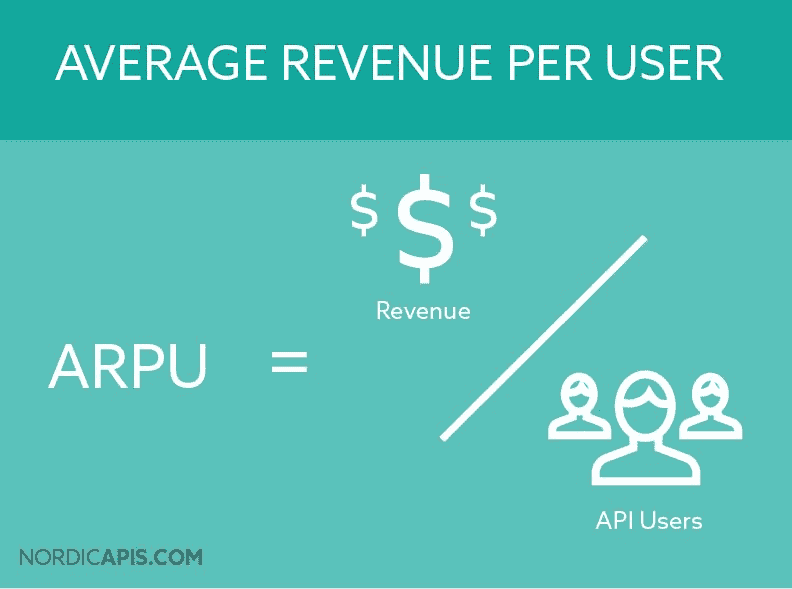 AVERAGE REVENUE PER USER
$ $ $
Revenue
ARPU =
API Users
NORDICAPIS.COM